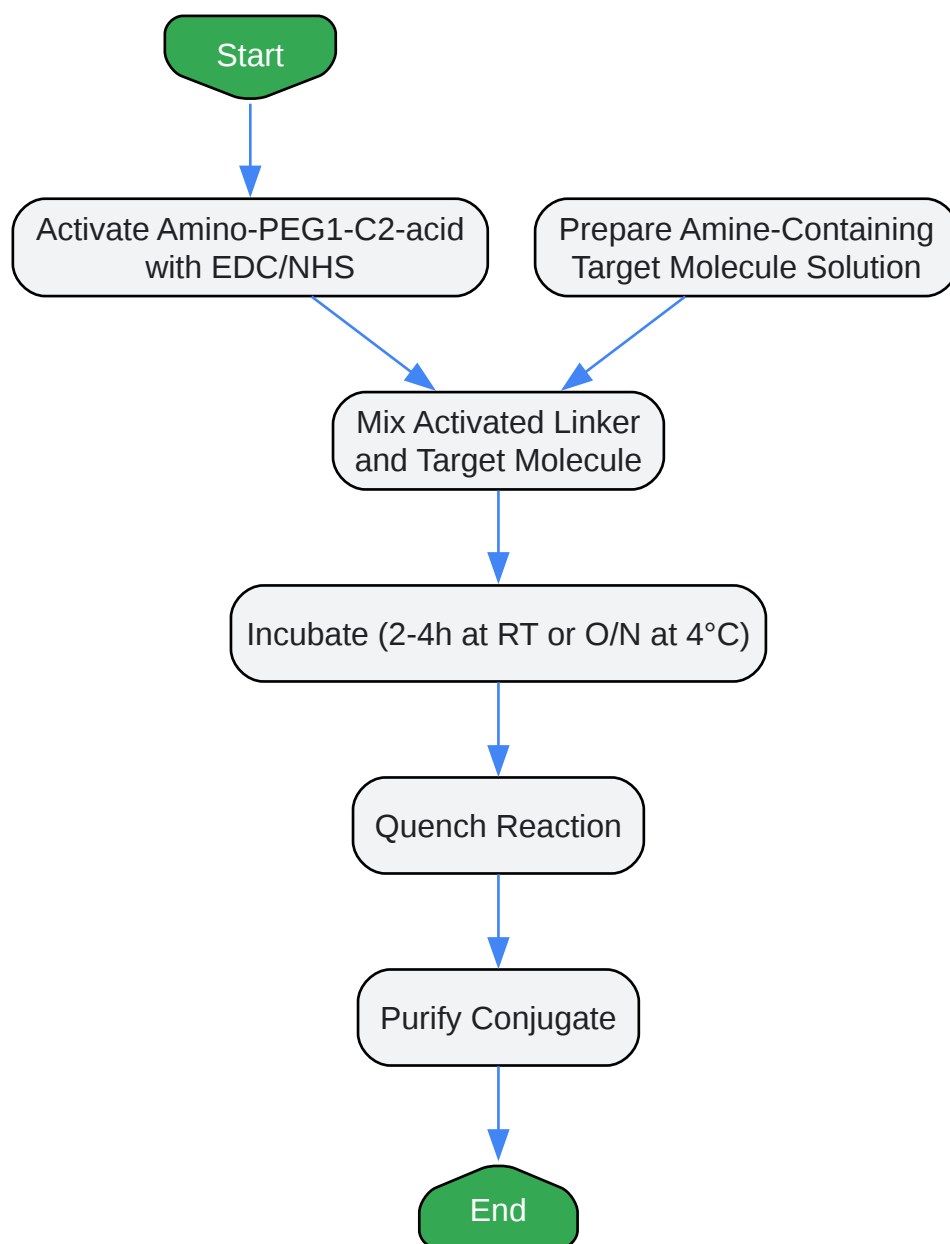 Start
Activate Amino-PEG1-C2-acid
with EDC/NHS
Prepare Amine-Containing
Target Molecule Solution
Mix Activated Linker
and Target Molecule
Incubate (2-4h at RT or O/N at 4°C)
Quench Reaction
Purify Conjugate
End